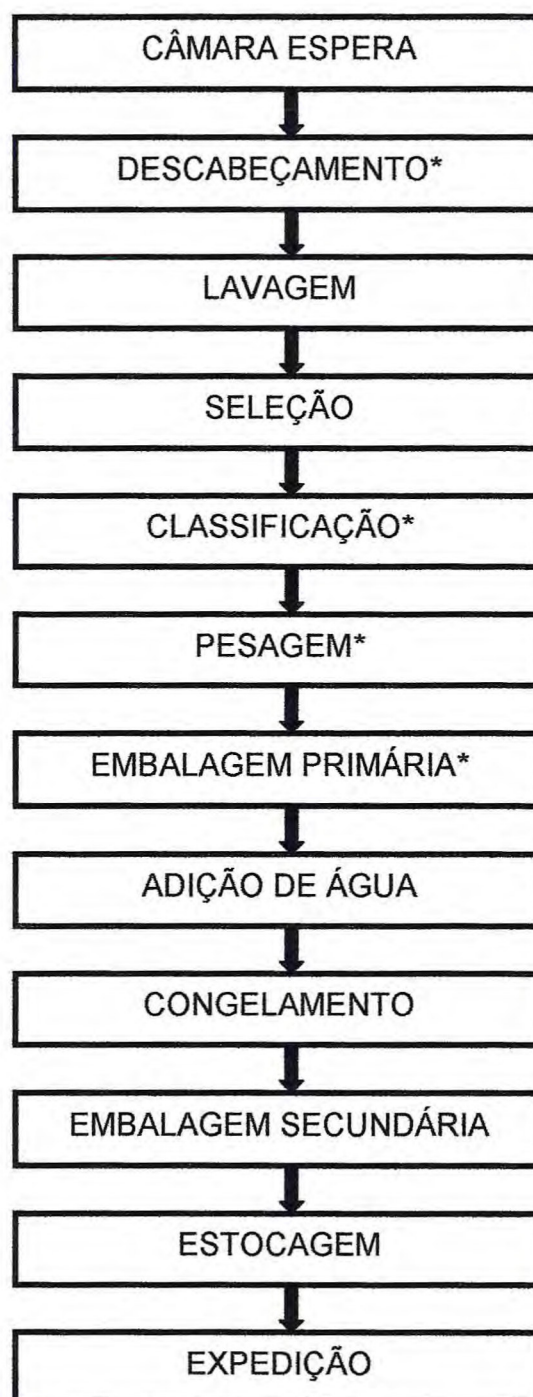 CÂMARA ESPERA
DESCABEÇAMENTO*
LAVAGEM
SELEÇÃO
CLASSIFICAÇÃO*
PESAGEM*
EMBALAGEM PRIMÁRIA*
ADIÇÃO DE ÁGUA
CONGELAMENTO
EMBALAGEM SECUNDÁRIA
ESTOCAGEM
EXPEDIÇÃO